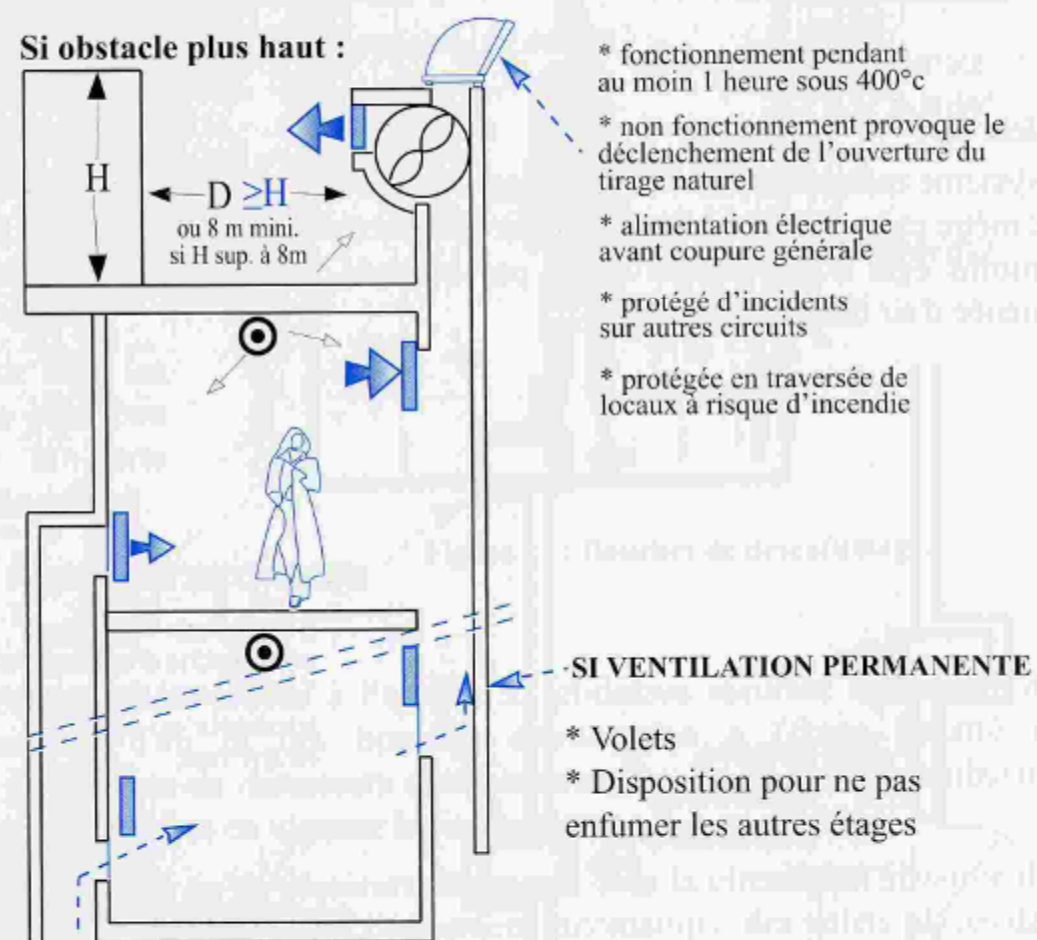 Si obstacle plus haut :
H
D ≥H
ou 8 m mini.
si H sup. à 8m
* fonctionnement pendant
au moin 1 heure sous 400°c
* non fonctionnement provoque le
déclenchement de l'ouverture du
tirage naturel
* alimentation électrique
avant coupure générale
* protégé d'incidents
sur autres circuits
* protégée en traversée de
locaux à risque d'incendie
SI VENTILATION PERMANENTE
* Volets
* Disposition pour ne pas
enfumer les autres étages